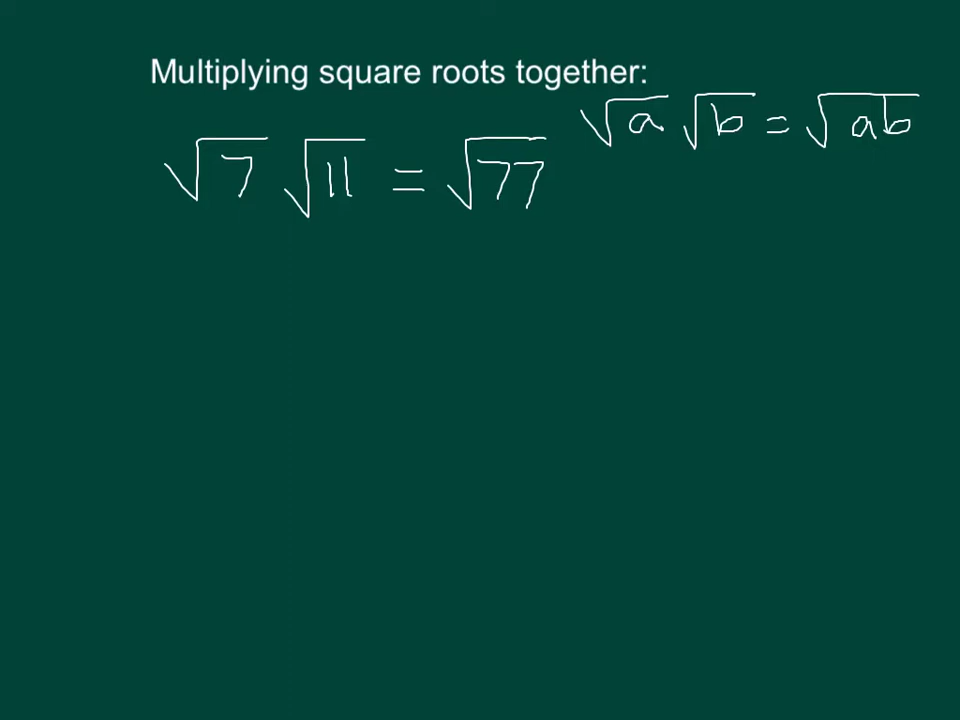 Multiplying square roots together:
√a √b = √ab
√7 √11 = √77